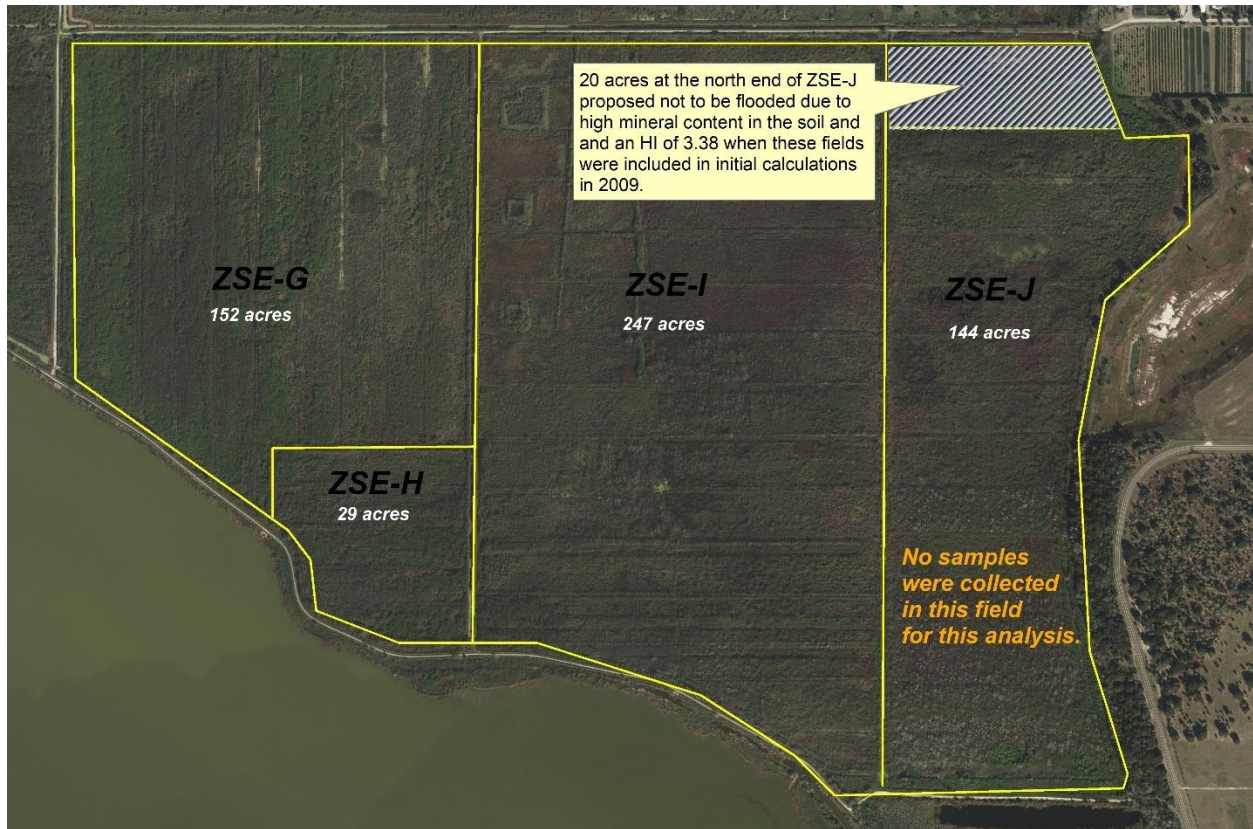 20 acres at the north end of ZSE-J
proposed not to be flooded due to
high mineral content in the soil and
and an HI of 3.38 when these fields
were included in initial calculations
in 2009.
ZSE-G
152 acres
ZSE-I
247 acres
ZSE-J
144 acres
ZSE-H
29 acres
No samples
were collected
in this field
for this analysis.